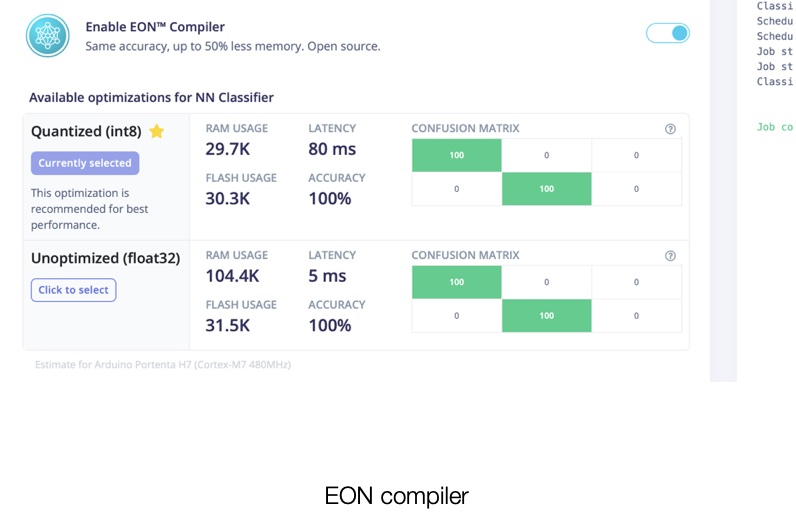 Enable EON™ Compiler
Same accuracy, up to 50% less memory. Open source.
Available optimizations for NN Classifier
Quantized (int8)
Currently selected
This optimization is
recommended for best
performance.
RAM USAGE LATENCY CONFUSION MATRIX
29.7K 80 ms
100 0 0
FLASH USAGE ACCURACY
30.3K 100%
0 100 0
Unoptimized (float32)
Click to select
RAM USAGE LATENCY CONFUSION MATRIX
104.4K 5 ms
100 0 0
FLASH USAGE ACCURACY
31.5K 100%
0 100 0
Estimate for Arduino Portenta H7 (Cortex-M7 480MHz)
Classi
Schedu
Schedu
Job st
Job st
Classi
Job co
EON compiler